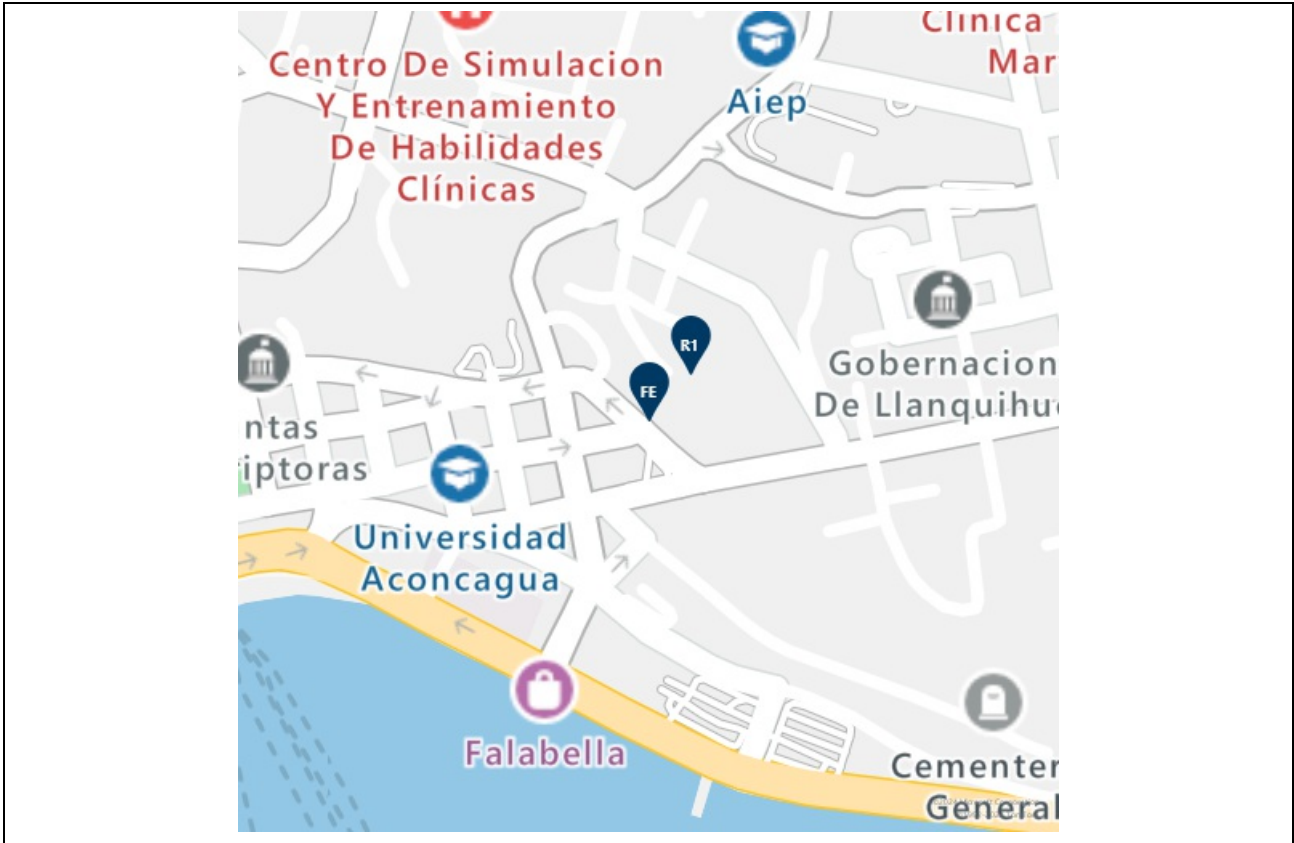 Clínica
Mar
Centro De Simulacion
Y Entrenamiento
De Habilidades
Clínicas
Aiep
R1
FE
Gobernacion
De Llanquihue
ntas
riptoras
Universidad
Aconcagua
Falabella
Cementer
General